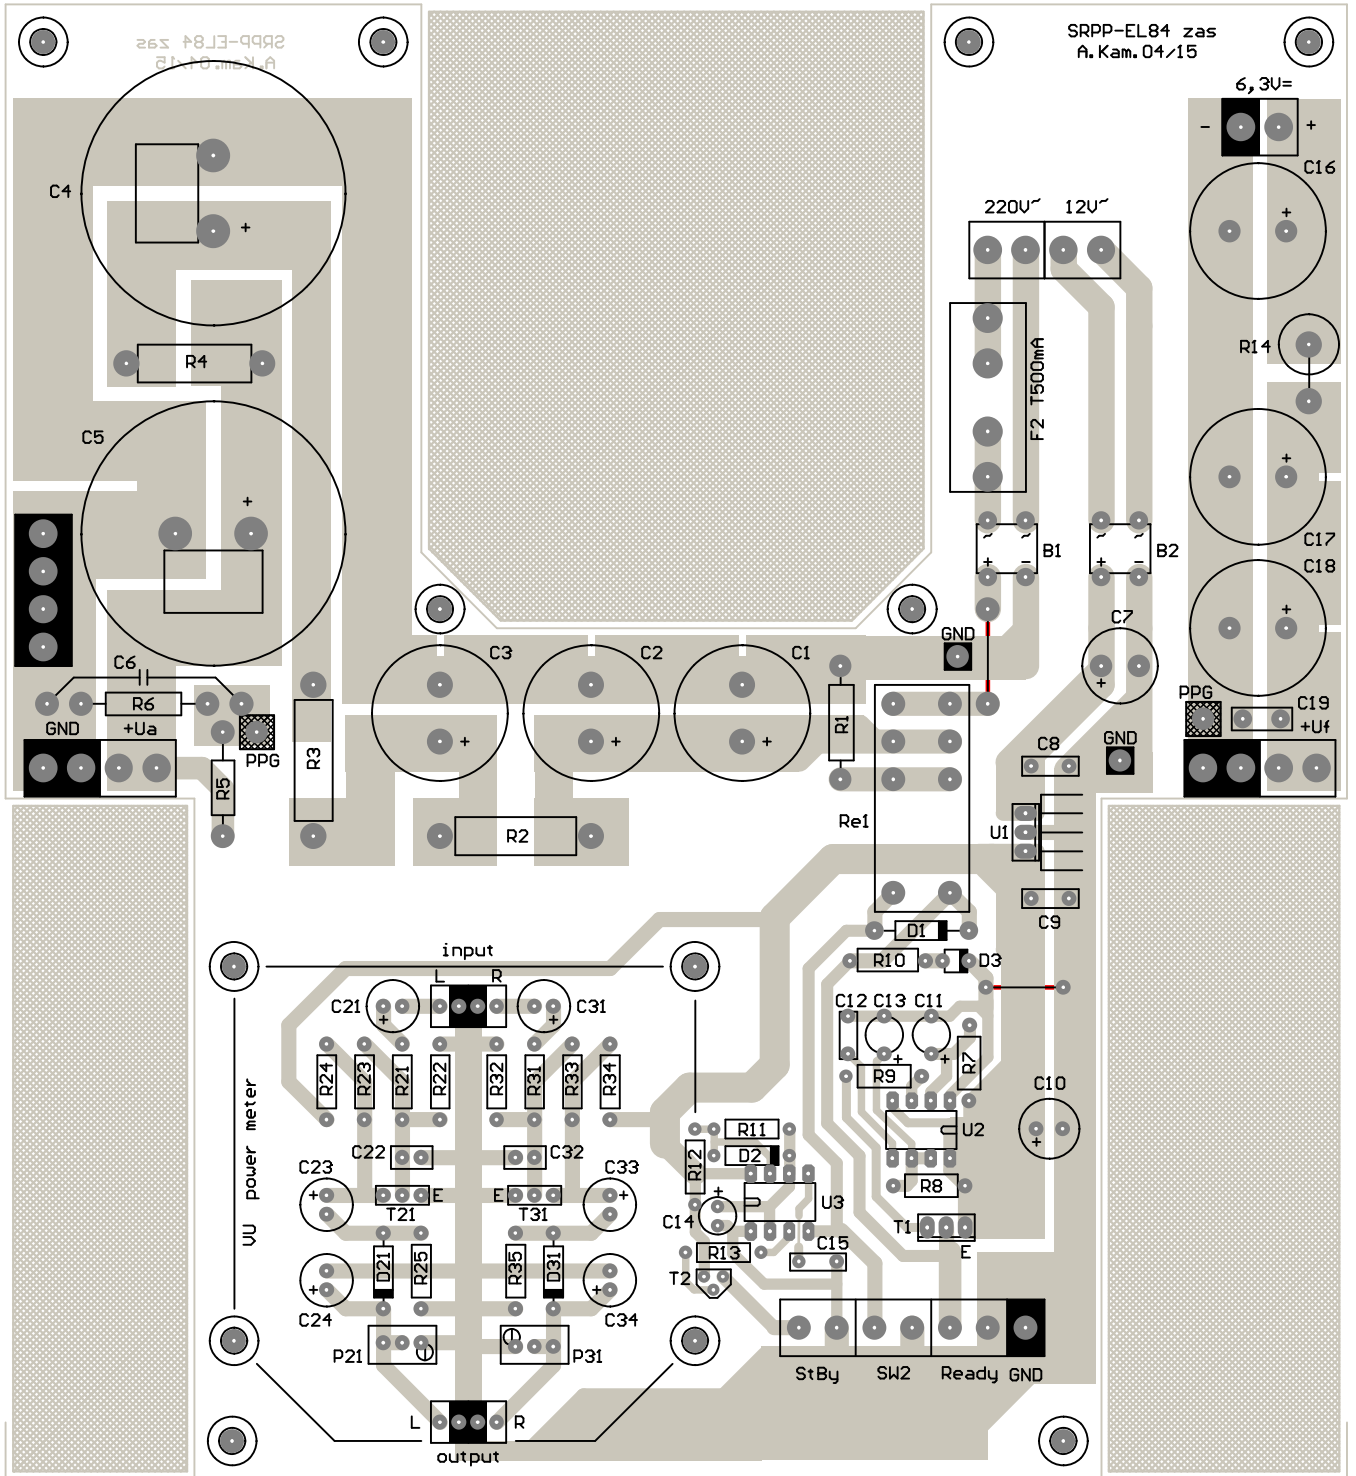 SRPP-EL84 zas
A.Kam.04/15
SRPP-EL84 zas
A.Kam.04/15
6,3V=
- +
C16
C4
+
+
220V~ 12V~
R14
R4
F2 T500mA
C5
+
+
C17
~ ~
+ -
B1
~ ~
+ -
B2
C18
+
C7
+
GND
C3
C2
C1
+
+
+
C6
R6
GND
+Ua
PPG
R5
R3
R2
R1
Re1
PPG
C19
+Uf
GND
C8
U1
C9
D1
R10
D3
input
L R
C21
+
C31
+
C12
C13
C11
+
+
R7
R9
R24
R23
R21
R22
R32
R31
R33
R34
C10
+
U2
R8
T1
E
VU power meter
C22
C32
C23
+
C33
+
E
E
T21
T31
R11
D2
R12
+
C14
U3
R13
C15
T2
D21
R25
R35
D31
C24
+
C34
+
P21
P31
StBy
SW2
Ready
GND
L R
output